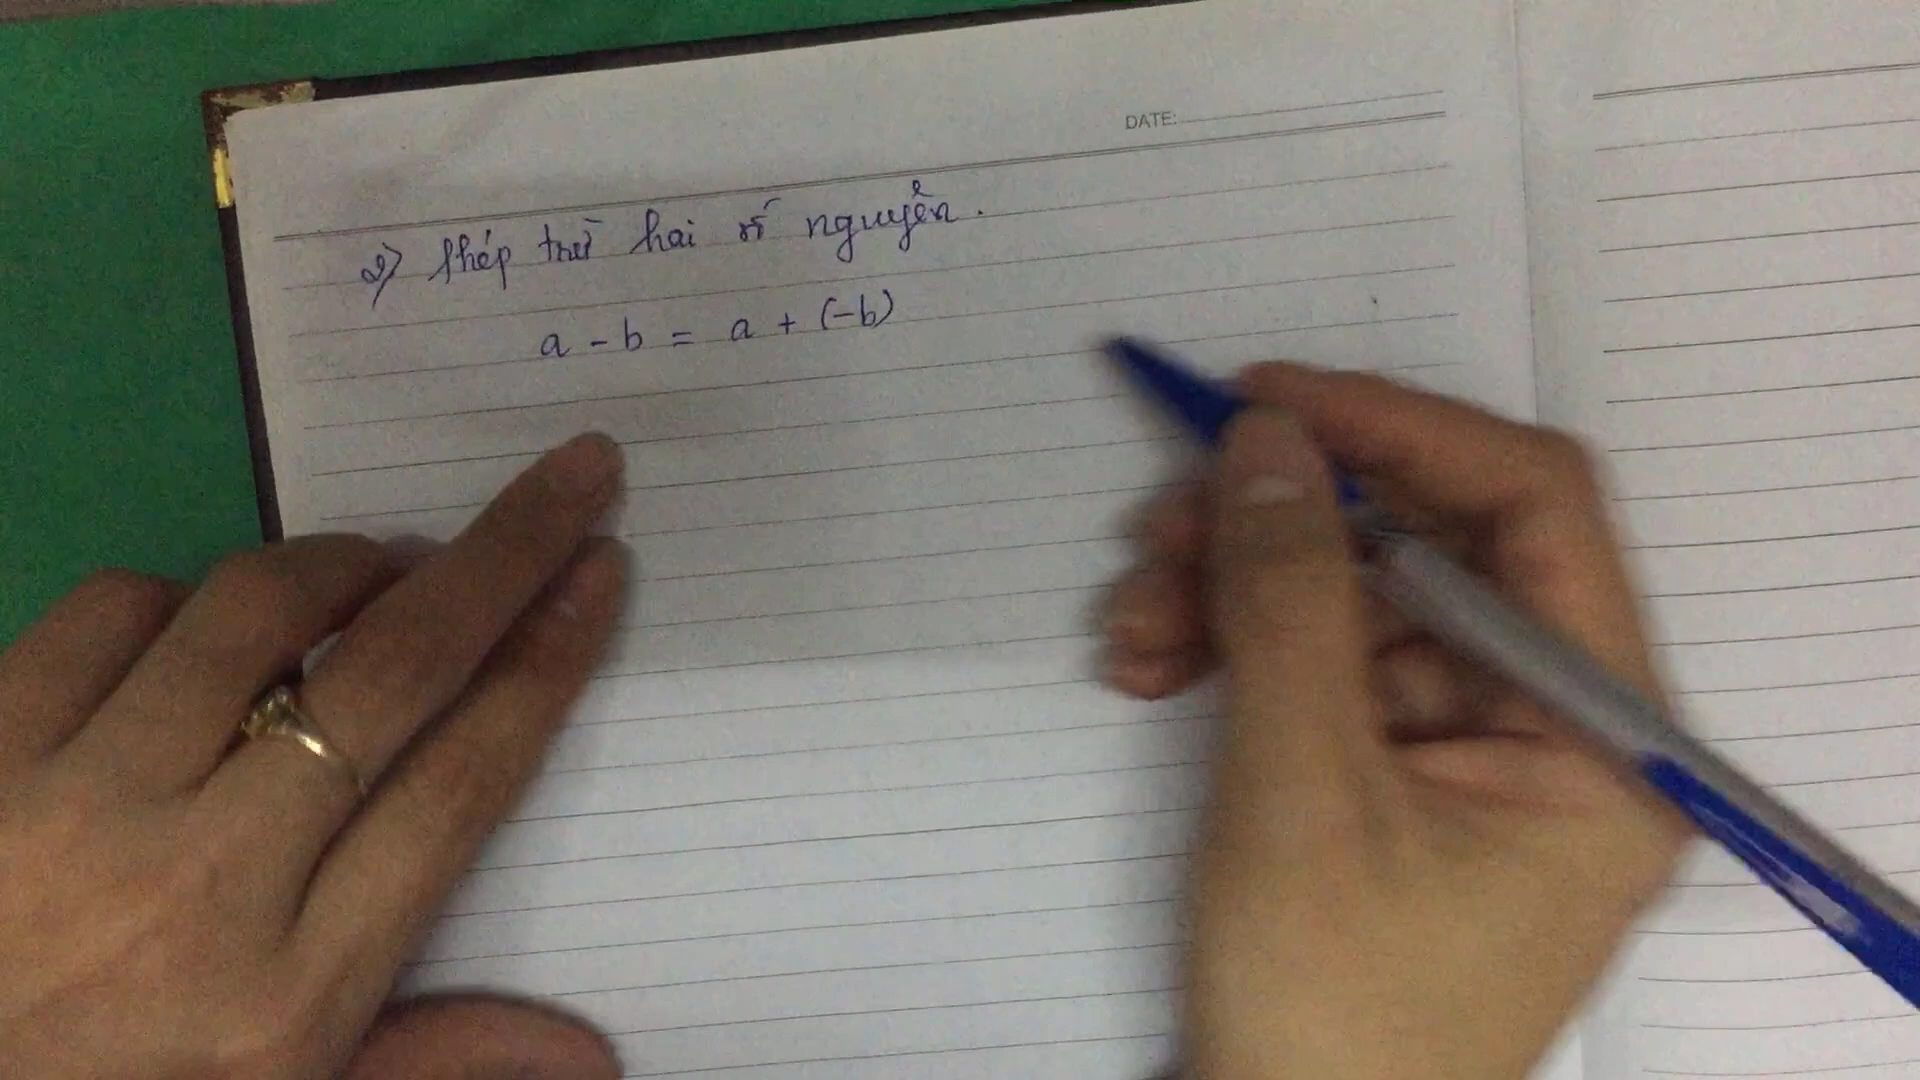 DATE:
2) Phép trừ hai số nguyên.
a - b = a + (-b)